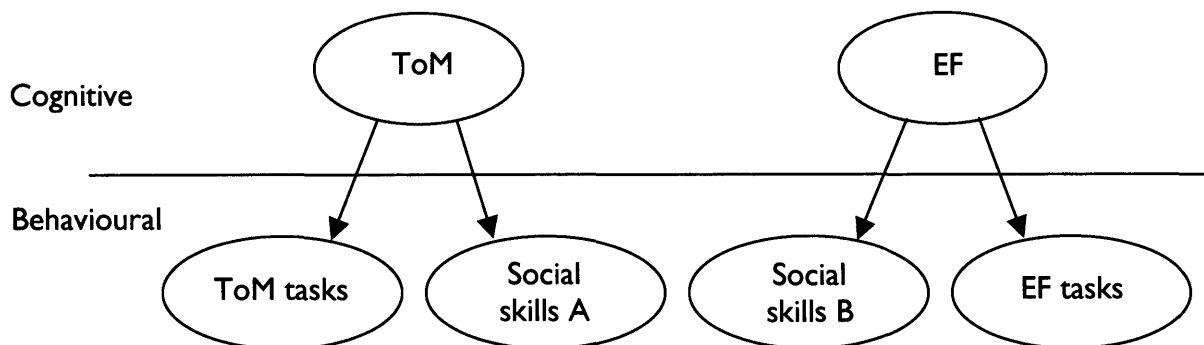 ToM
EF
Cognitive
Behavioural
ToM tasks
Social
skills A
Social
skills B
EF tasks